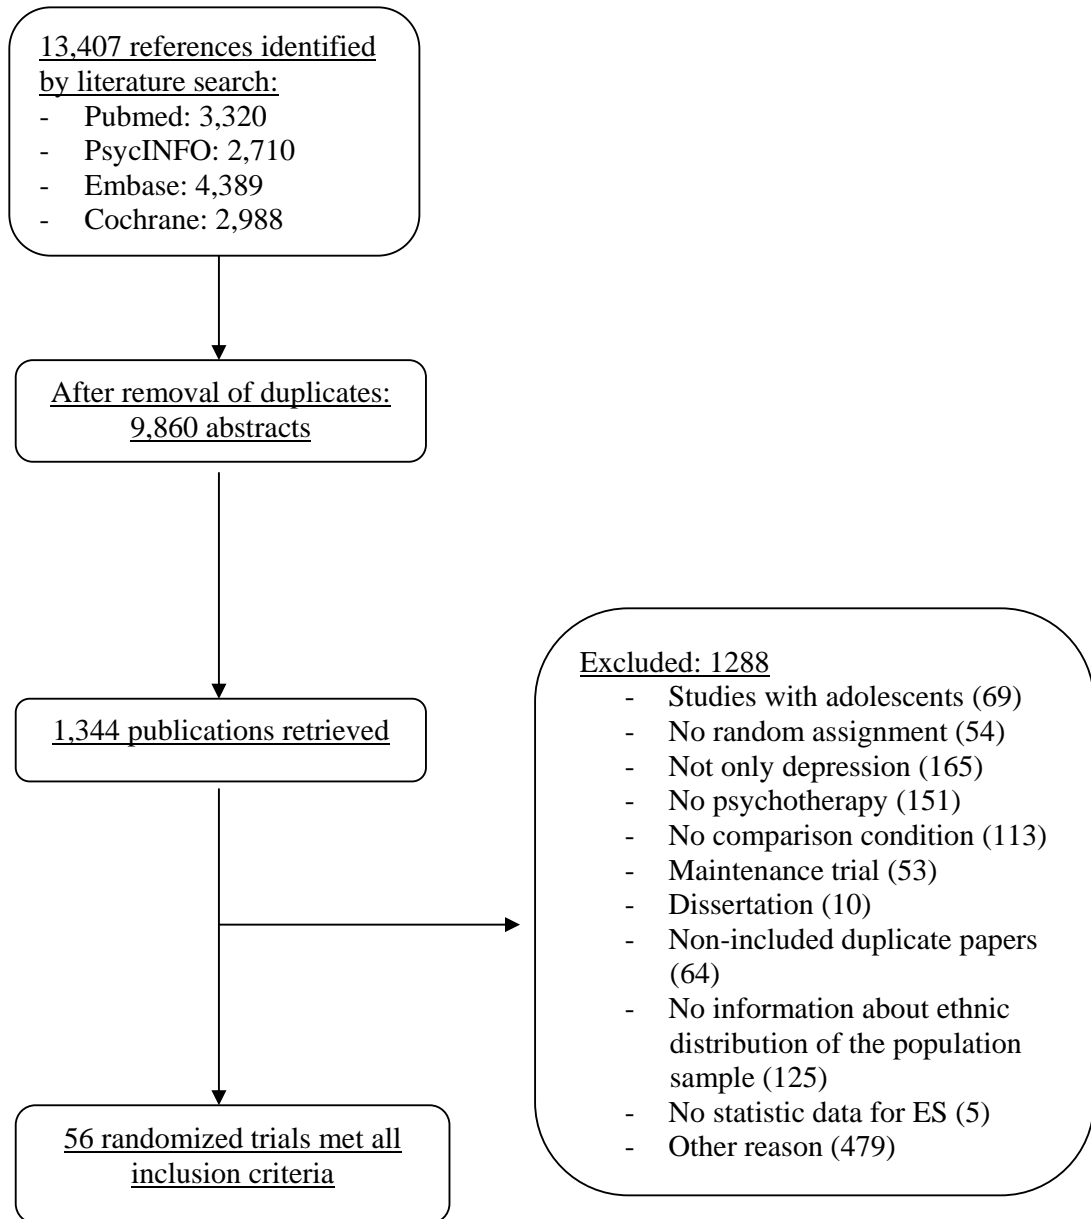 13,407 references identified
by literature search:
- Pubmed: 3,320
- PsycINFO: 2,710
- Embase: 4,389
- Cochrane: 2,988
After removal of duplicates:
9,860 abstracts
1,344 publications retrieved
Excluded: 1288
- Studies with adolescents (69)
- No random assignment (54)
- Not only depression (165)
- No psychotherapy (151)
- No comparison condition (113)
- Maintenance trial (53)
- Dissertation (10)
- Non-included duplicate papers
(64)
- No information about ethnic
distribution of the population
sample (125)
- No statistic data for ES (5)
- Other reason (479)
56 randomized trials met all
inclusion criteria